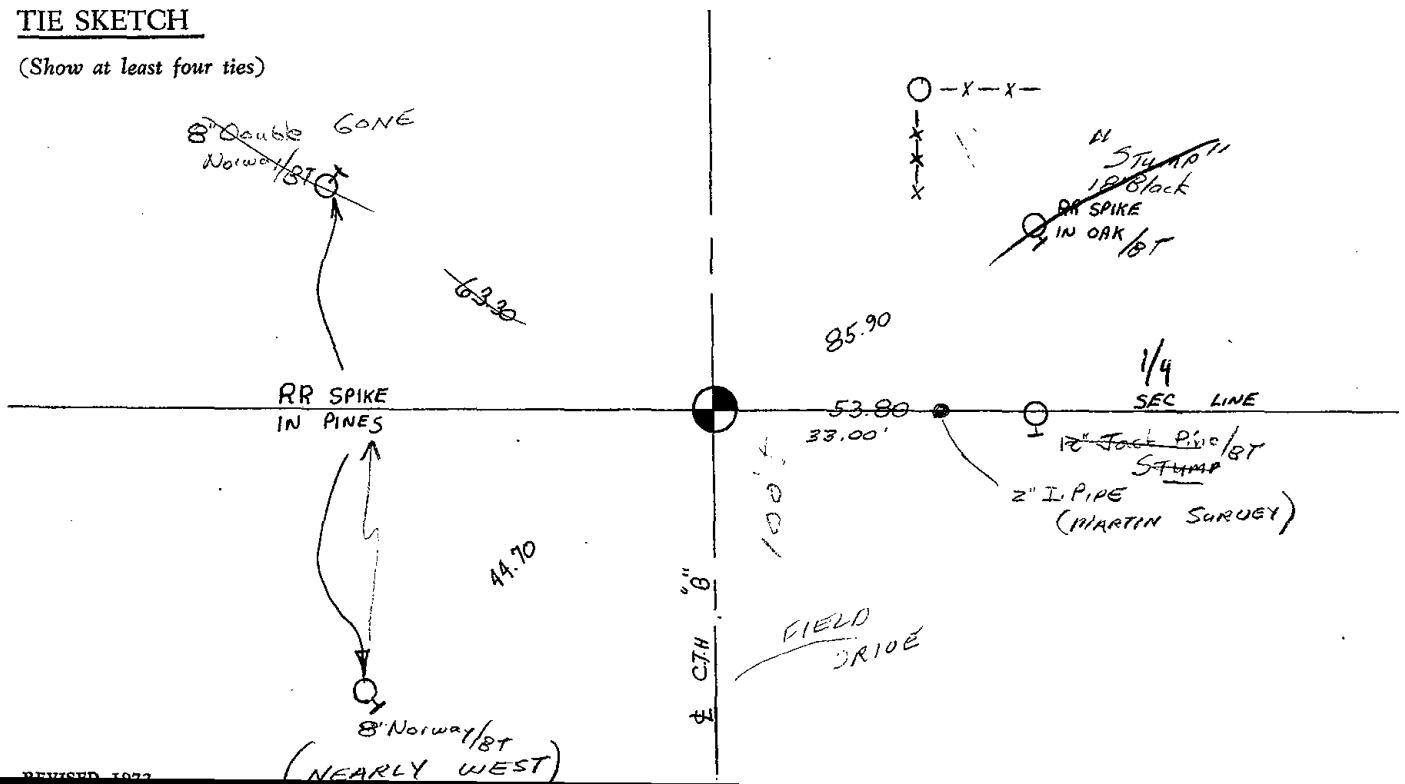 TIE SKETCH
(Show at least four ties)
8" Double GONE
Norway/BT
63.30
RR SPIKE
IN PINES
44.70
8" Norway/BT
(NEARLY WEST)
-X-X-
X
X
X
"STUMP"
18" Black
RR SPIKE
IN OAK /BT
85.90
1/4
SEC LINE
53.80
33.00'
12" Jack Pine/BT
STUMP
2" I. PIPE
(MARTIN SURVEY)
100'±
℄ C.T.H. "B"
FIELD
DRIVE
REVISED 1973